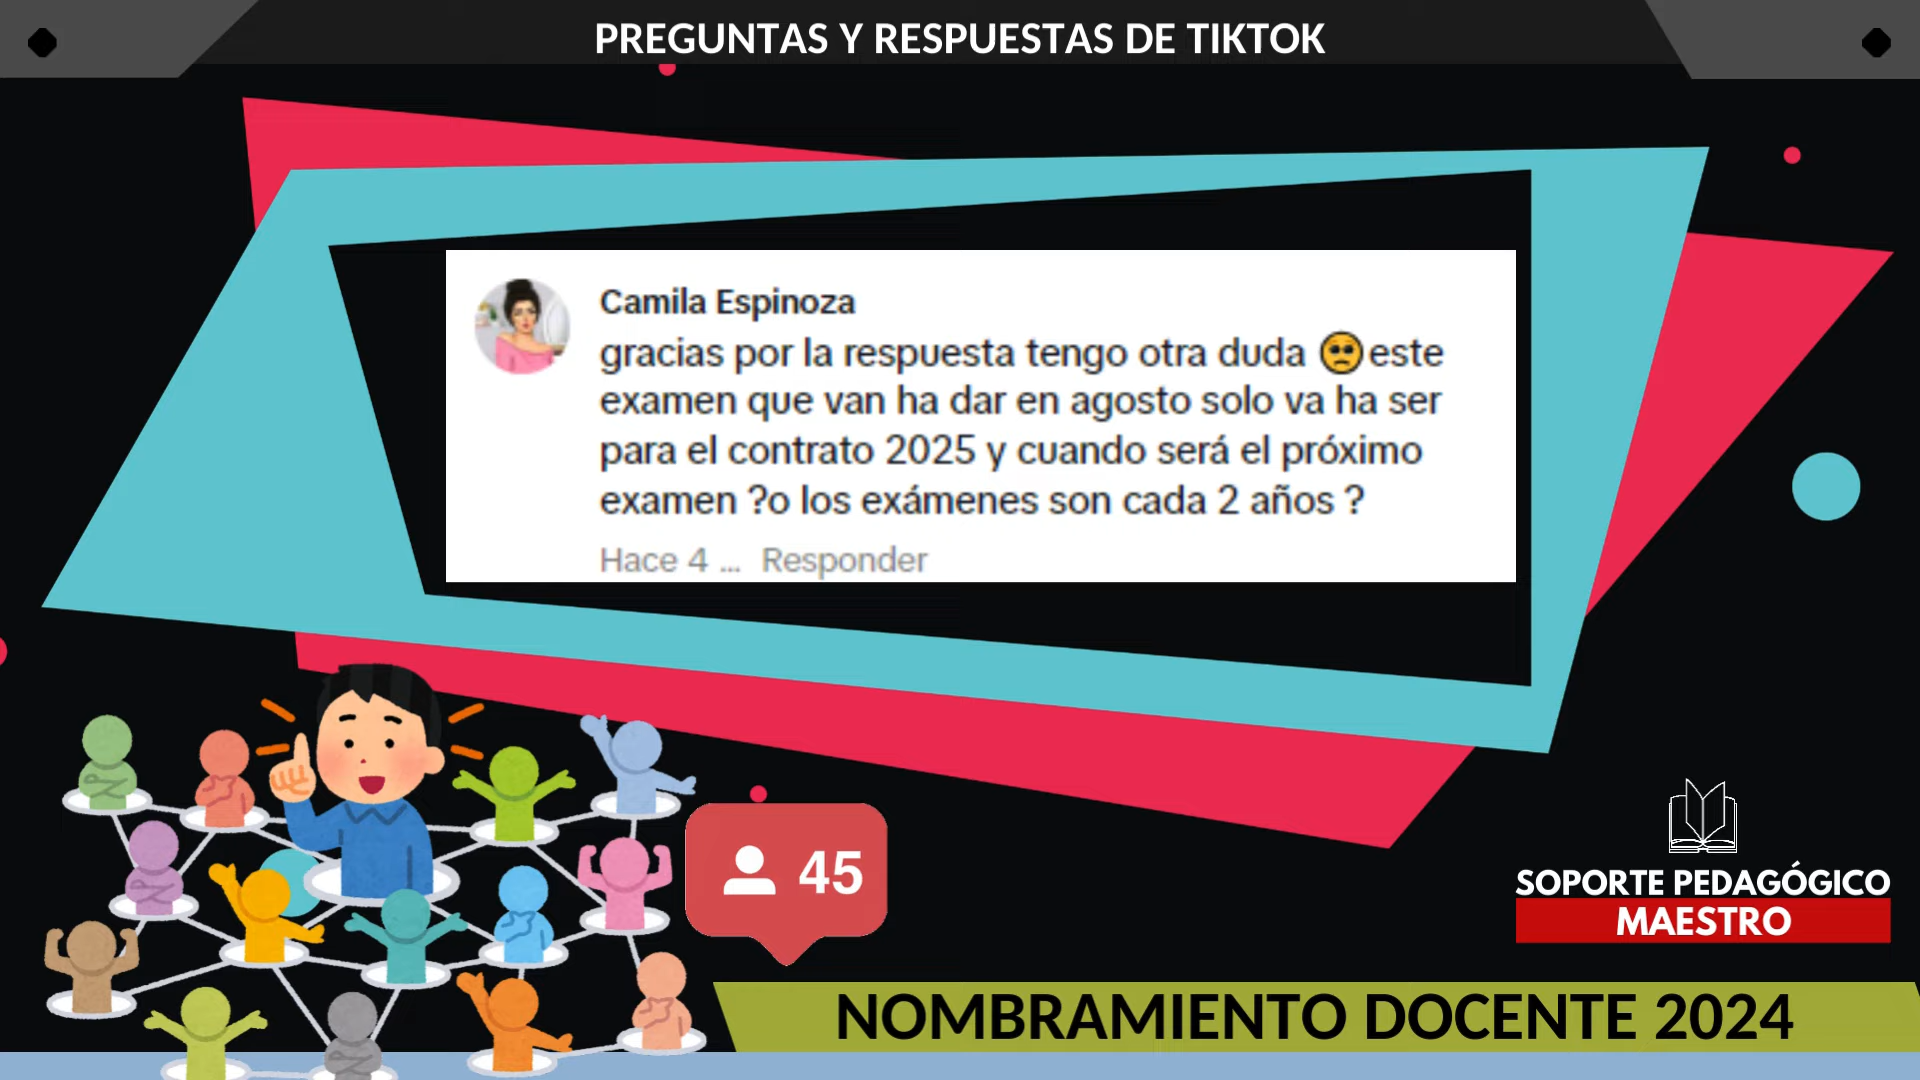 PREGUNTAS Y RESPUESTAS DE TIKTOK
Camila Espinoza
gracias por la respuesta tengo otra duda 🥺este
examen que van ha dar en agosto solo va ha ser
para el contrato 2025 y cuando será el próximo
examen ?o los exámenes son cada 2 años ?
Hace 4 ... Responder
45
SOPORTE PEDAGÓGICO
MAESTRO
NOMBRAMIENTO DOCENTE 2024